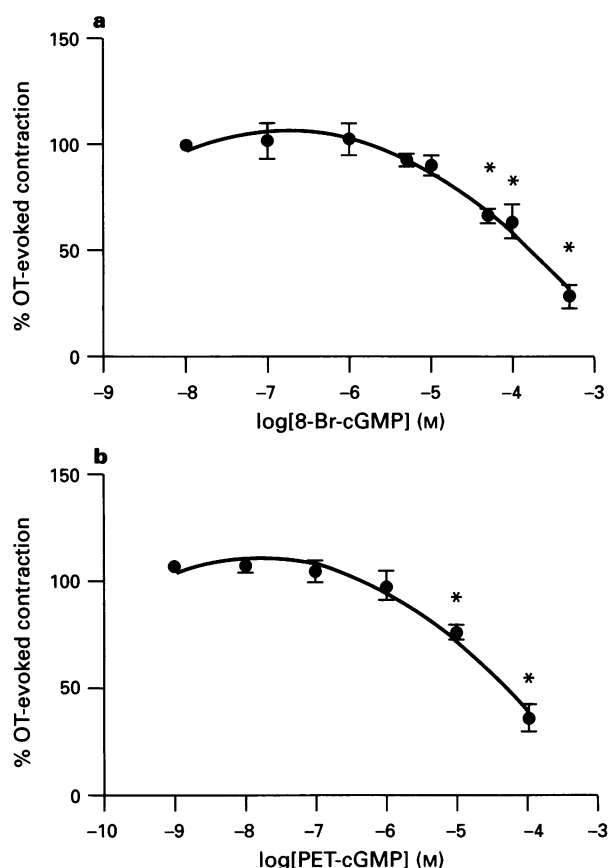 a
150
100
50
0
% OT-evoked contraction
* * *
–9 –8 –7 –6 –5 –4 –3
log[8-Br-cGMP] (M)
b
150
100
50
0
% OT-evoked contraction
* *
–10 –9 –8 –7 –6 –5 –4 –3
log[PET-cGMP] (M)